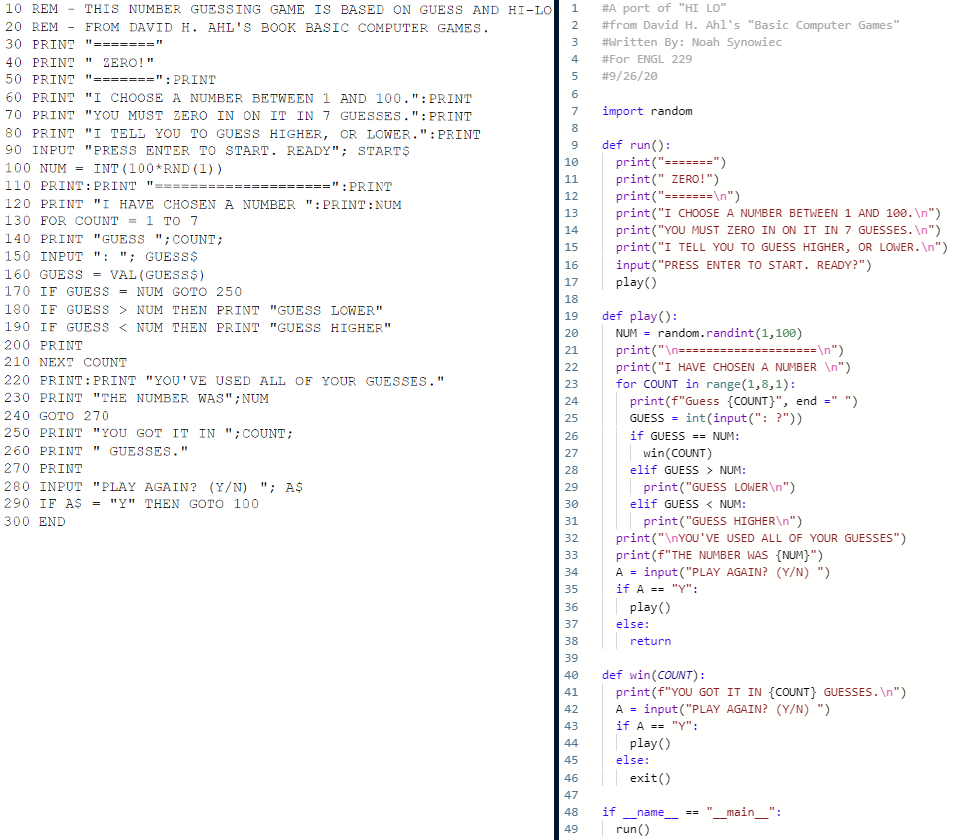 10 REM - THIS NUMBER GUESSING GAME IS BASED ON GUESS AND HI-LO
20 REM - FROM DAVID H. AHL'S BOOK BASIC COMPUTER GAMES.
30 PRINT "======="
40 PRINT " ZERO!"
50 PRINT "=======":PRINT
60 PRINT "I CHOOSE A NUMBER BETWEEN 1 AND 100.":PRINT
70 PRINT "YOU MUST ZERO IN ON IT IN 7 GUESSES.":PRINT
80 PRINT "I TELL YOU TO GUESS HIGHER, OR LOWER.":PRINT
90 INPUT "PRESS ENTER TO START. READY"; START$
100 NUM = INT(100*RND(1))
110 PRINT:PRINT "====================":PRINT
120 PRINT "I HAVE CHOSEN A NUMBER ":PRINT:NUM
130 FOR COUNT = 1 TO 7
140 PRINT "GUESS ";COUNT;
150 INPUT ": "; GUESS$
160 GUESS = VAL(GUESS$)
170 IF GUESS = NUM GOTO 250
180 IF GUESS > NUM THEN PRINT "GUESS LOWER"
190 IF GUESS < NUM THEN PRINT "GUESS HIGHER"
200 PRINT
210 NEXT COUNT
220 PRINT:PRINT "YOU'VE USED ALL OF YOUR GUESSES."
230 PRINT "THE NUMBER WAS";NUM
240 GOTO 270
250 PRINT "YOU GOT IT IN ";COUNT;
260 PRINT " GUESSES."
270 PRINT
280 INPUT "PLAY AGAIN? (Y/N) "; A$
290 IF A$ = "Y" THEN GOTO 100
300 END
1 #A port of "HI LO"
2 #from David H. Ahl's "Basic Computer Games"
3 #Written By: Noah Synowiec
4 #For ENGL 229
5 #9/26/20
6
7 import random
8
9 def run():
10 print("=======")
11 print(" ZERO!")
12 print("=======\n")
13 print("I CHOOSE A NUMBER BETWEEN 1 AND 100.\n")
14 print("YOU MUST ZERO IN ON IT IN 7 GUESSES.\n")
15 print("I TELL YOU TO GUESS HIGHER, OR LOWER.\n")
16 input("PRESS ENTER TO START. READY?")
17 play()
18
19 def play():
20 NUM = random.randint(1,100)
21 print("\n====================\n")
22 print("I HAVE CHOSEN A NUMBER \n")
23 for COUNT in range(1,8,1):
24 print(f"Guess {COUNT}", end =" ")
25 GUESS = int(input(": ?"))
26 if GUESS == NUM:
27 win(COUNT)
28 elif GUESS > NUM:
29 print("GUESS LOWER\n")
30 elif GUESS < NUM:
31 print("GUESS HIGHER\n")
32 print("\nYOU'VE USED ALL OF YOUR GUESSES")
33 print(f"THE NUMBER WAS {NUM}")
34 A = input("PLAY AGAIN? (Y/N) ")
35 if A == "Y":
36 play()
37 else:
38 return
39
40 def win(COUNT):
41 print(f"YOU GOT IT IN {COUNT} GUESSES.\n")
42 A = input("PLAY AGAIN? (Y/N) ")
43 if A == "Y":
44 play()
45 else:
46 exit()
47
48 if __name__ == "__main__":
49 run()